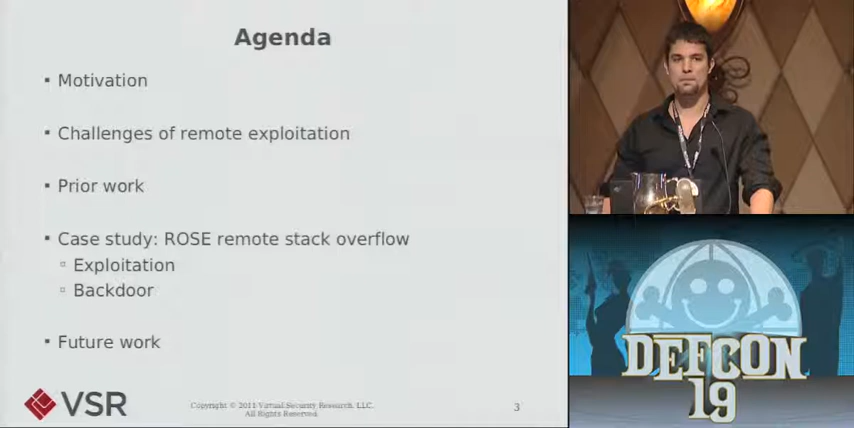 Agenda
▪ Motivation
▪ Challenges of remote exploitation
▪ Prior work
▪ Case study: ROSE remote stack overflow
▫ Exploitation
▫ Backdoor
▪ Future work
VSR
Copyright © 2011 Virtual Security Research, LLC.
All Rights Reserved.
3
DEFCON
19